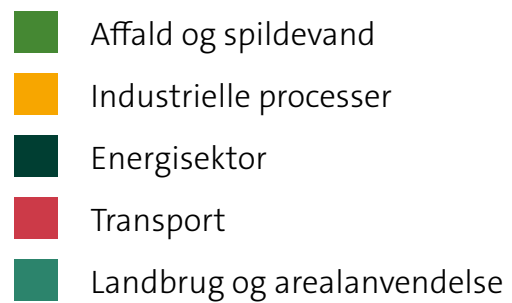 Affald og spildevand
Industrielle processer
Energisektor
Transport
Landbrug og arealanvendelse